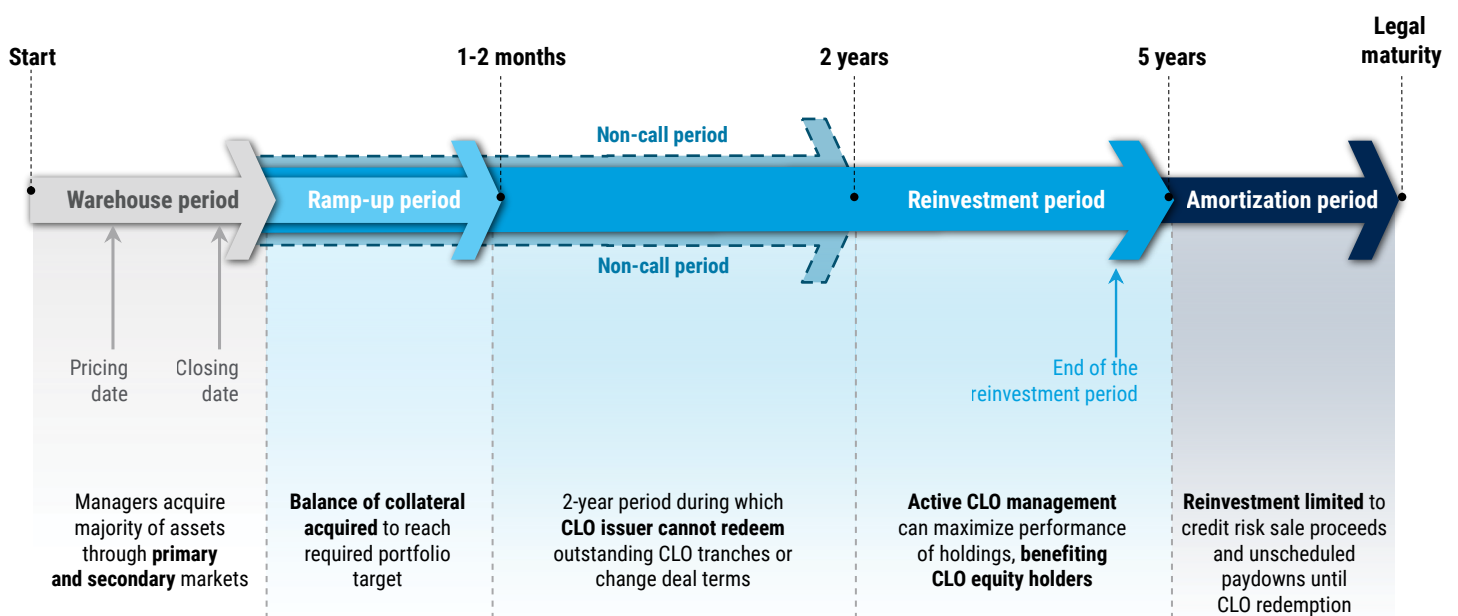 Start
1-2 months
2 years
5 years
Legal
maturity
Non-call period
Warehouse period
Ramp-up period
Reinvestment period
Amortization period
Non-call period
Pricing
date
Closing
date
End of the
reinvestment period
Managers acquire
majority of assets
through primary
and secondary markets
Balance of collateral
acquired to reach
required portfolio
target
2-year period during which
CLO issuer cannot redeem
outstanding CLO tranches or
change deal terms
Active CLO management
can maximize performance
of holdings, benefiting
CLO equity holders
Reinvestment limited to
credit risk sale proceeds
and unscheduled
paydowns until
CLO redemption